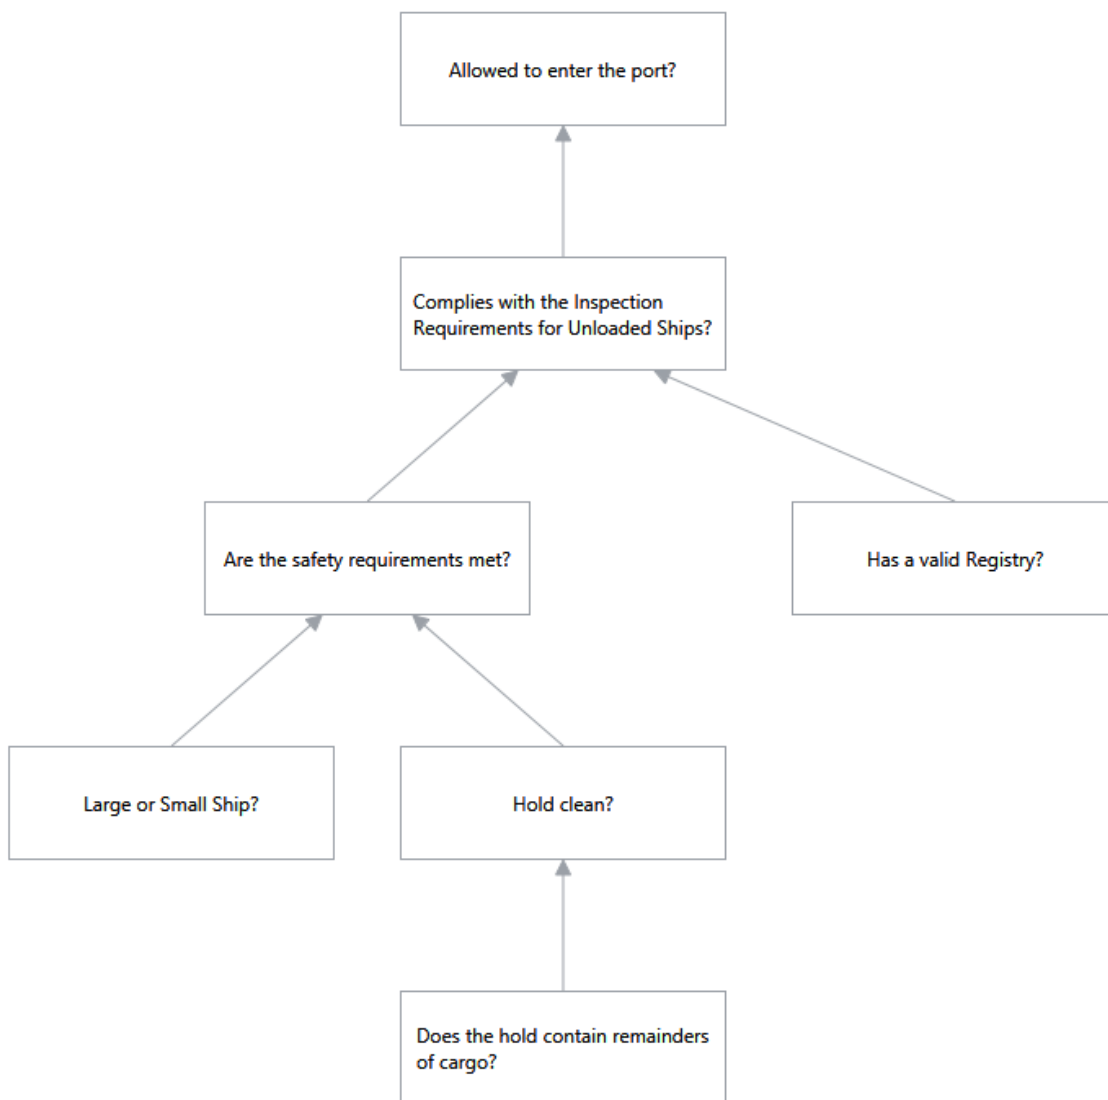 Allowed to enter the port?
Complies with the Inspection
Requirements for Unloaded Ships?
Are the safety requirements met?
Has a valid Registry?
Large or Small Ship?
Hold clean?
Does the hold contain remainders
of cargo?